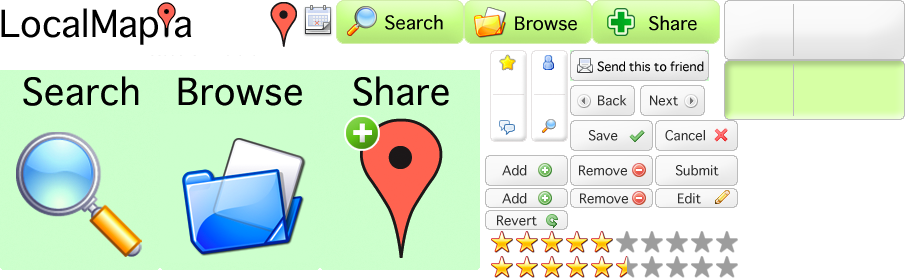 LocalMapia
Search
Browse
Share
Search
Browse
Share
Send this to friend
Back
Next
Save
Cancel
Add
Remove
Submit
Add
Remove
Edit
Revert